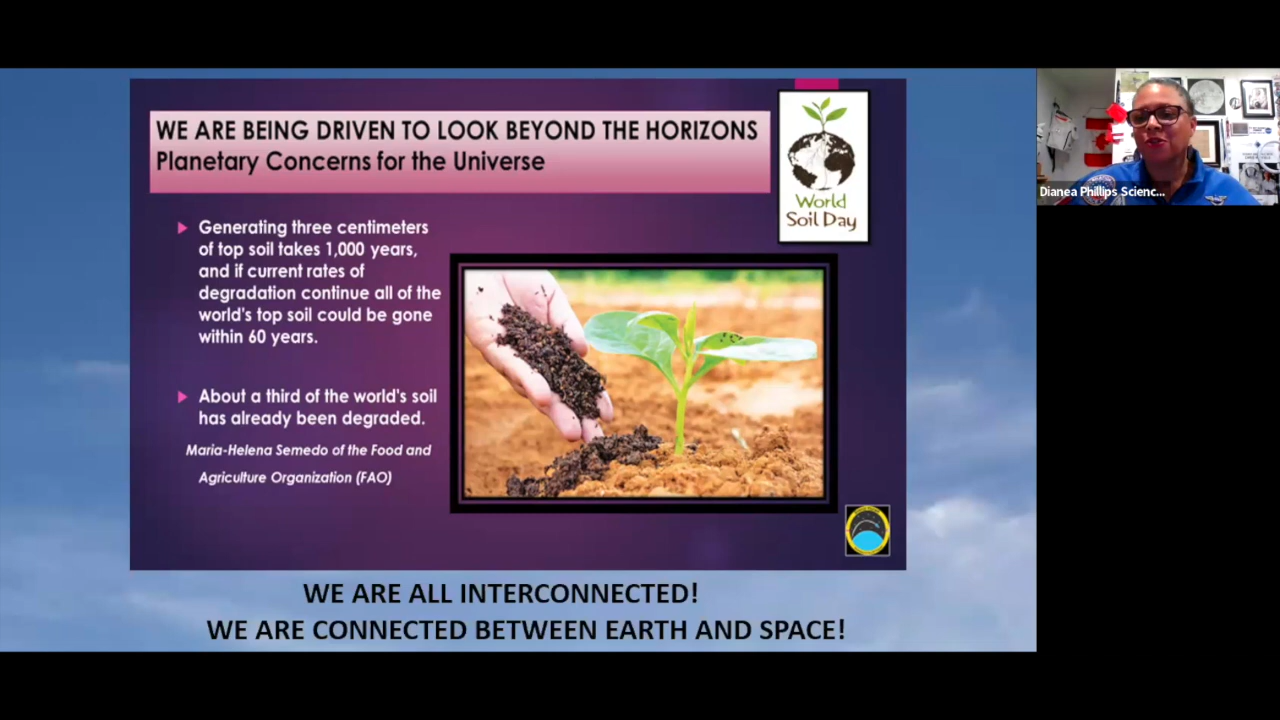 WE ARE BEING DRIVEN TO LOOK BEYOND THE HORIZONS
Planetary Concerns for the Universe
World
Soil Day
Generating three centimeters
of top soil takes 1,000 years,
and if current rates of
degradation continue all of the
world's top soil could be gone
within 60 years.
About a third of the world's soil
has already been degraded.
Maria-Helena Semedo of the Food and
Agriculture Organization (FAO)
WE ARE ALL INTERCONNECTED!
WE ARE CONNECTED BETWEEN EARTH AND SPACE!
Dianea Phillips Scienc...